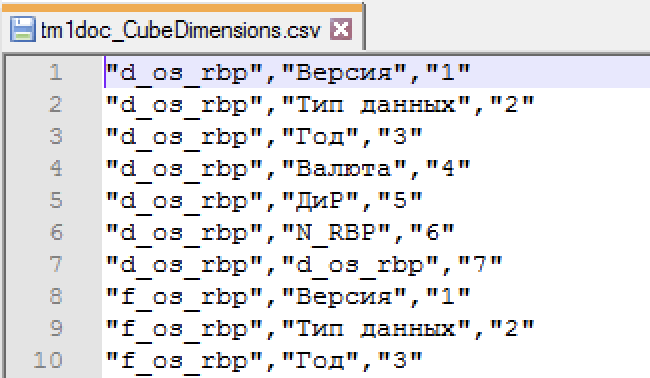 tm1doc_CubeDimensions.csv
1 "d_os_rbp","Версия","1"
2 "d_os_rbp","Тип данных","2"
3 "d_os_rbp","Год","3"
4 "d_os_rbp","Валюта","4"
5 "d_os_rbp","ДиР","5"
6 "d_os_rbp","N_RBP","6"
7 "d_os_rbp","d_os_rbp","7"
8 "f_os_rbp","Версия","1"
9 "f_os_rbp","Тип данных","2"
10 "f_os_rbp","Год","3"